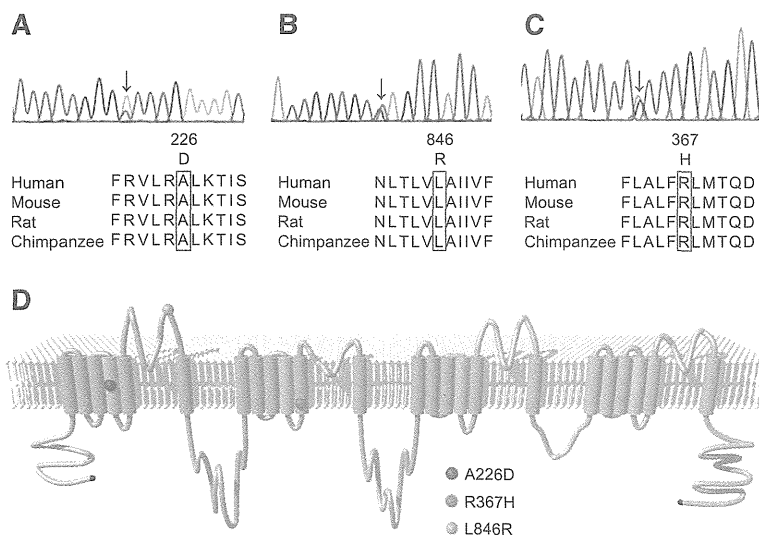 A
B
C
226
D
Human FRVLRALKTIS
Mouse FRVLRALKTIS
Rat FRVLRALKTIS
Chimpanzee FRVLRALKTIS
846
R
Human NLTLVLAIIVF
Mouse NLTLVLAIIVF
Rat NLTLVLAIIVF
Chimpanzee NLTLVLAIIVF
367
H
Human FLALFRLMTQD
Mouse FLALFRLMTQD
Rat FLALFRLMTQD
Chimpanzee FLALFRLMTQD
D
A226D
R367H
L846R